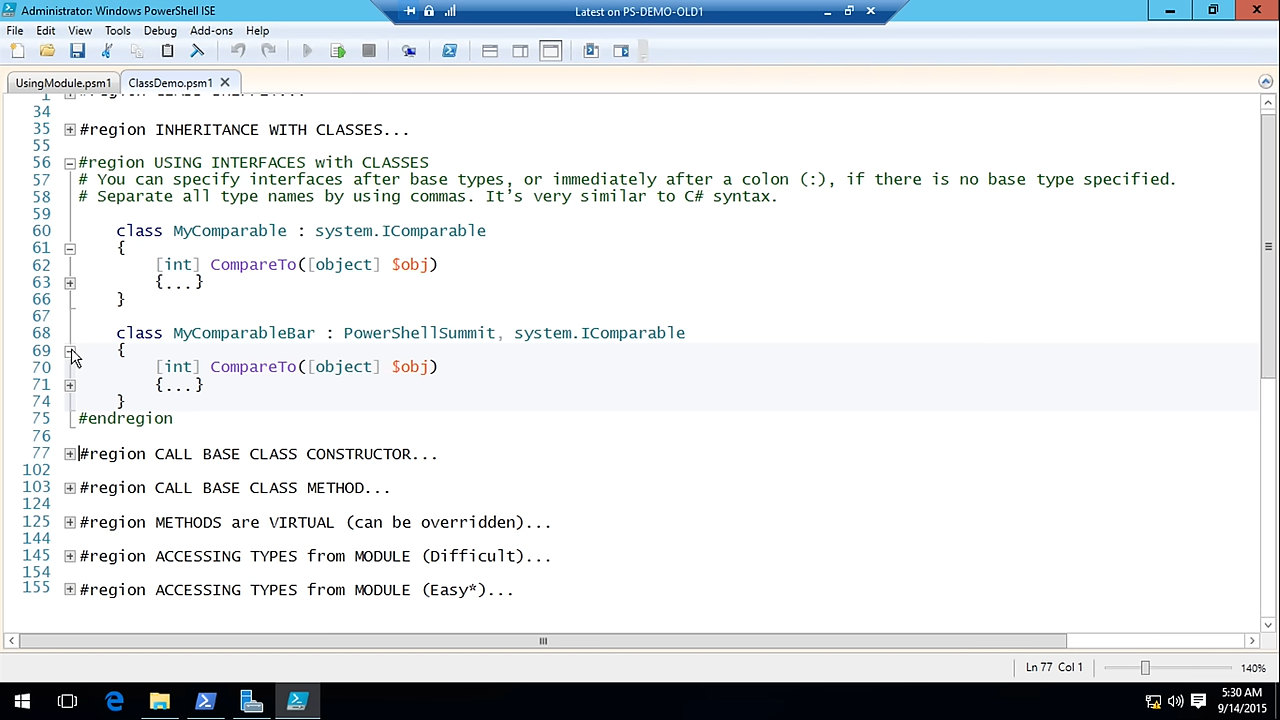 Administrator: Windows PowerShell ISE
Latest on PS-DEMO-OLD1
File Edit View Tools Debug Add-ons Help
UsingModule.psm1 ClassDemo.psm1
34
35 #region INHERITANCE WITH CLASSES...
55
56 #region USING INTERFACES with CLASSES
57 # You can specify interfaces after base types, or immediately after a colon (:), if there is no base type specified.
58 # Separate all type names by using commas. It’s very similar to C# syntax.
59
60 class MyComparable : system.IComparable
61 {
62 [int] CompareTo([object] $obj)
63 {...}
66 }
67
68 class MyComparableBar : PowerShellSummit, system.IComparable
69 {
70 [int] CompareTo([object] $obj)
71 {...}
74 }
75 #endregion
76
77 #region CALL BASE CLASS CONSTRUCTOR...
102
103 #region CALL BASE CLASS METHOD...
124
125 #region METHODS are VIRTUAL (can be overridden)...
144
145 #region ACCESSING TYPES from MODULE (Difficult)...
154
155 #region ACCESSING TYPES from MODULE (Easy*)...
Ln 77 Col 1 140%
5:30 AM
9/14/2015